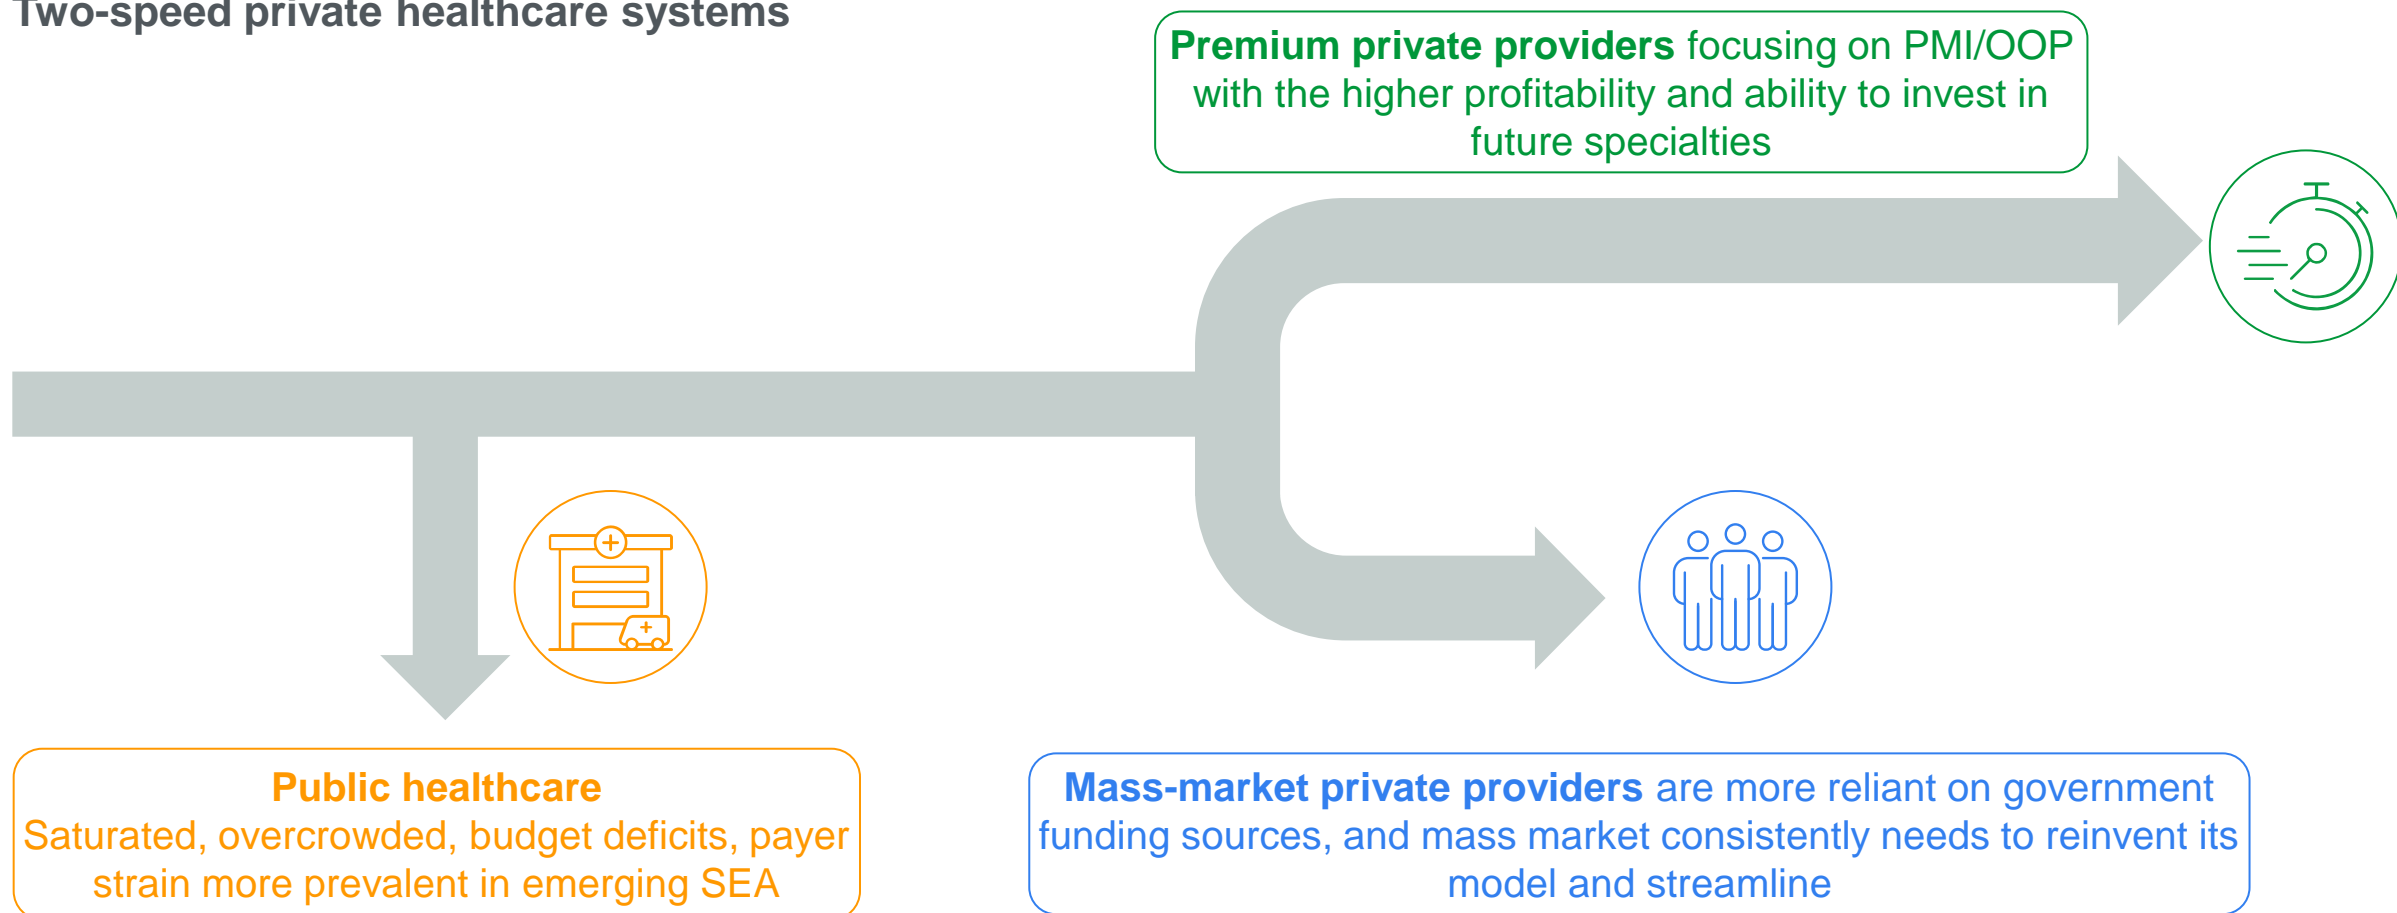 Two-speed private healthcare systems
Premium private providers focusing on PMI/OOP
with the higher profitability and ability to invest in
future specialties
Public healthcare
Saturated, overcrowded, budget deficits, payer
strain more prevalent in emerging SEA
Mass-market private providers are more reliant on government
funding sources, and mass market consistently needs to reinvent its
model and streamline